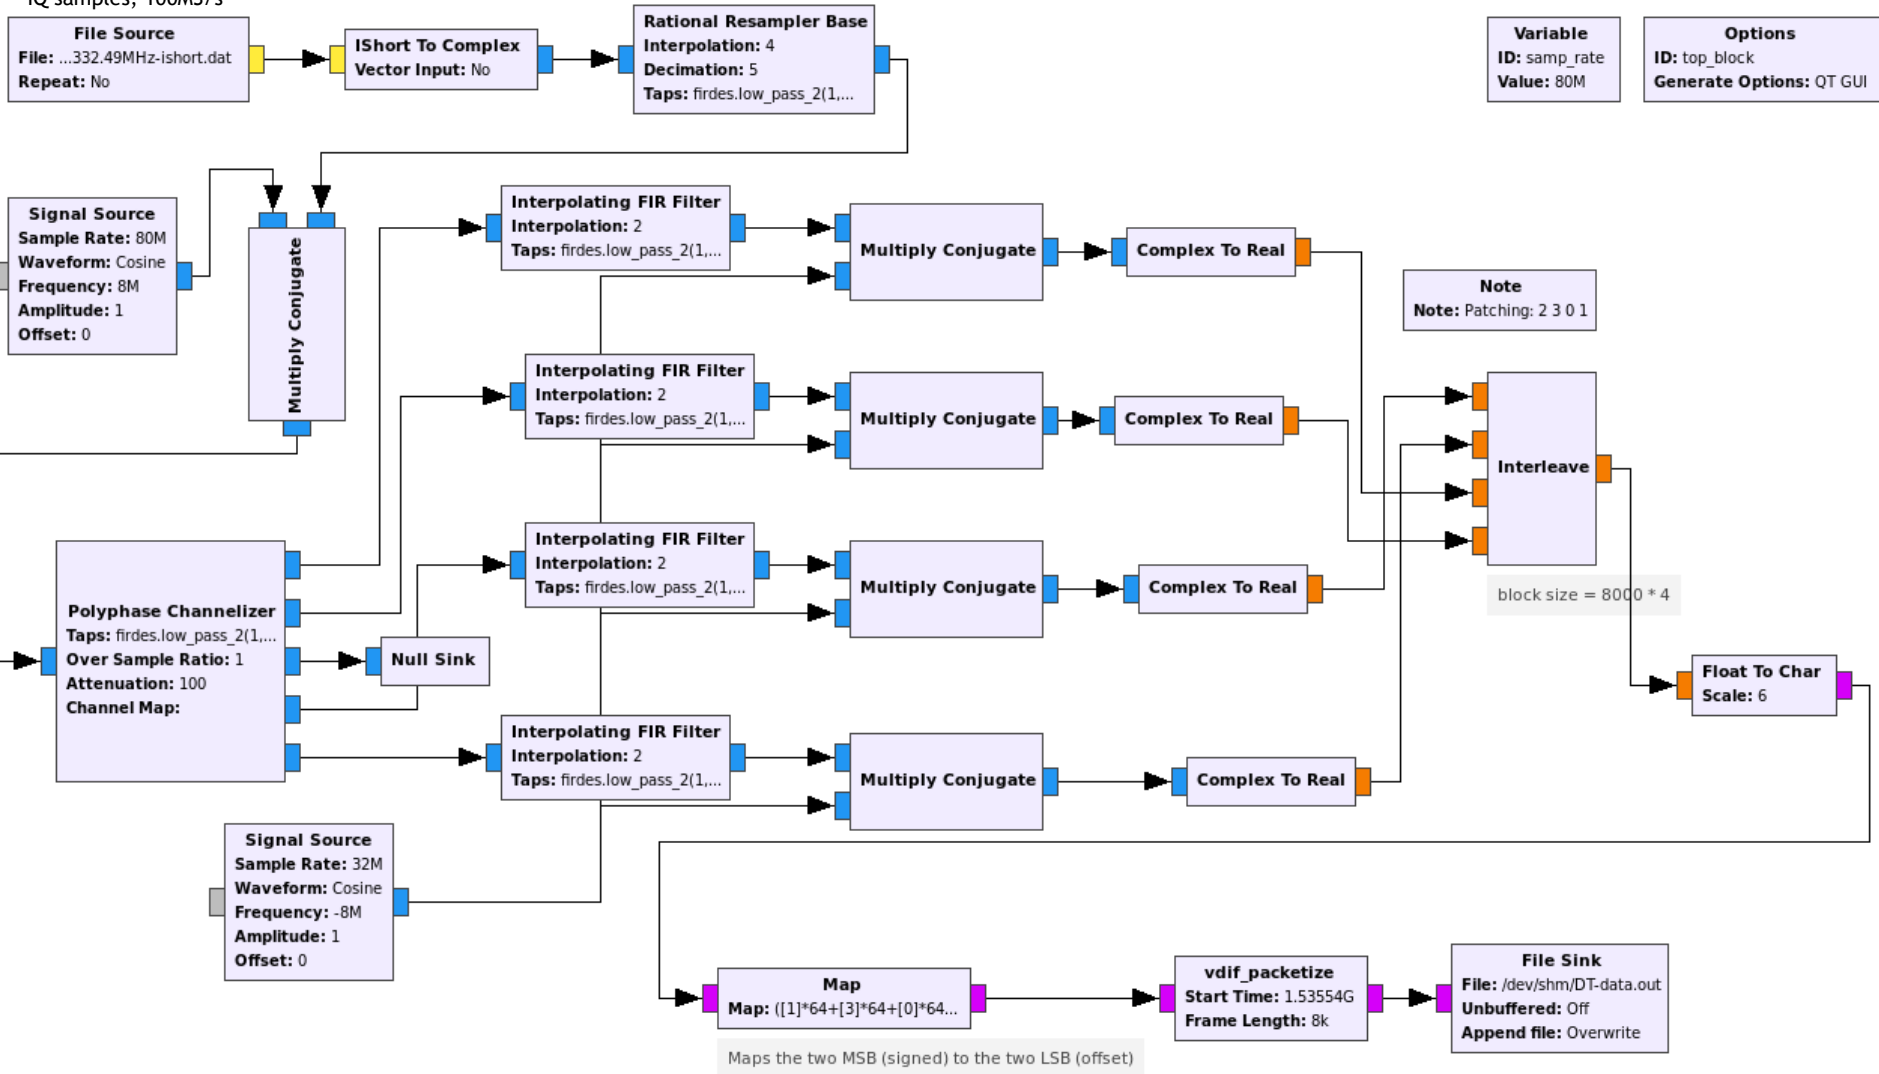 IQ samples, 100MS/s
File Source
File: ...332.49MHz-ishort.dat
Repeat: No
IShort To Complex
Vector Input: No
Rational Resampler Base
Interpolation: 4
Decimation: 5
Taps: firdes.low_pass_2(1,...
Variable
ID: samp_rate
Value: 80M
Options
ID: top_block
Generate Options: QT GUI
Signal Source
Sample Rate: 80M
Waveform: Cosine
Frequency: 8M
Amplitude: 1
Offset: 0
Multiply Conjugate
Interpolating FIR Filter
Interpolation: 2
Taps: firdes.low_pass_2(1,...
Multiply Conjugate
Complex To Real
Note
Note: Patching: 2 3 0 1
Interpolating FIR Filter
Interpolation: 2
Taps: firdes.low_pass_2(1,...
Multiply Conjugate
Complex To Real
Interleave
block size = 8000 * 4
Interpolating FIR Filter
Interpolation: 2
Taps: firdes.low_pass_2(1,...
Multiply Conjugate
Complex To Real
Polyphase Channelizer
Taps: firdes.low_pass_2(1,...
Over Sample Ratio: 1
Attenuation: 100
Channel Map:
Null Sink
Float To Char
Scale: 6
Interpolating FIR Filter
Interpolation: 2
Taps: firdes.low_pass_2(1,...
Multiply Conjugate
Complex To Real
Signal Source
Sample Rate: 32M
Waveform: Cosine
Frequency: -8M
Amplitude: 1
Offset: 0
Map
Map: ([1]*64+[3]*64+[0]*64...
Maps the two MSB (signed) to the two LSB (offset)
vdif_packetize
Start Time: 1.53554G
Frame Length: 8k
File Sink
File: /dev/shm/DT-data.out
Unbuffered: Off
Append file: Overwrite